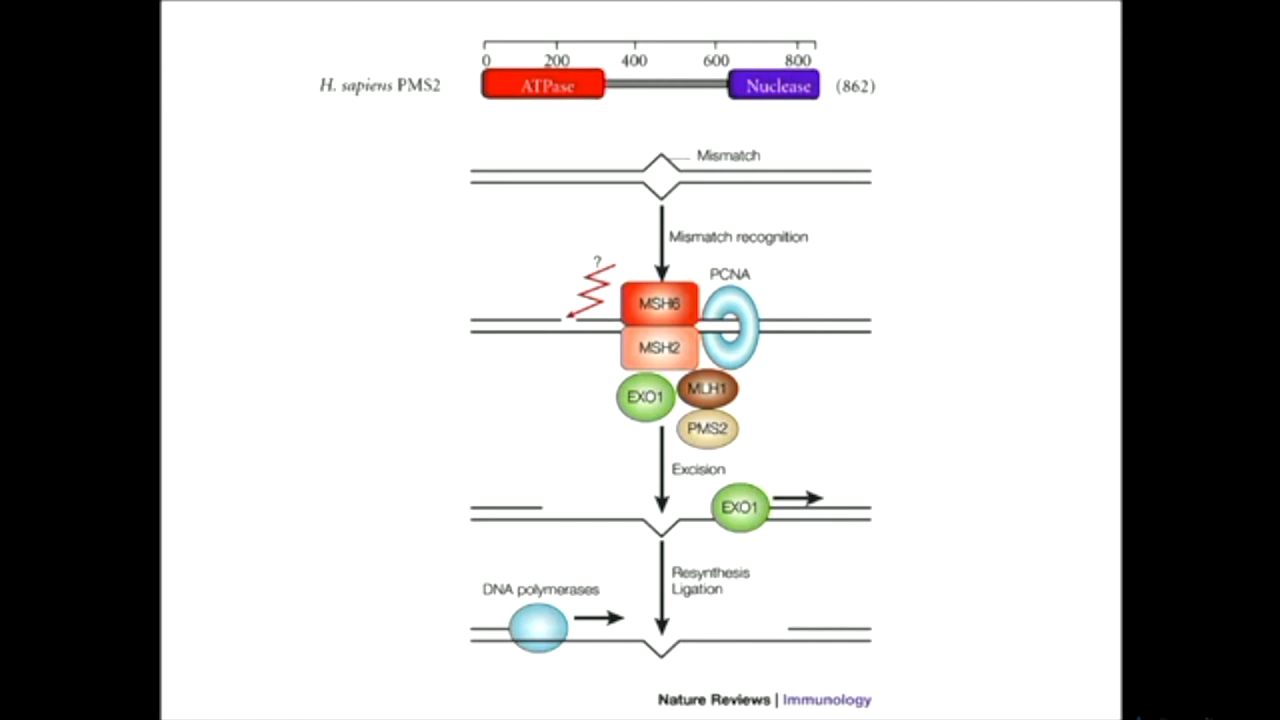 0 200 400 600 800
H. sapiens PMS2 ATPase Nuclease (862)
Mismatch
Mismatch recognition
?
PCNA
MSH6
MSH2
EXO1
MLH1
PMS2
Excision
EXO1
Resynthesis
Ligation
DNA polymerases
Nature Reviews | Immunology